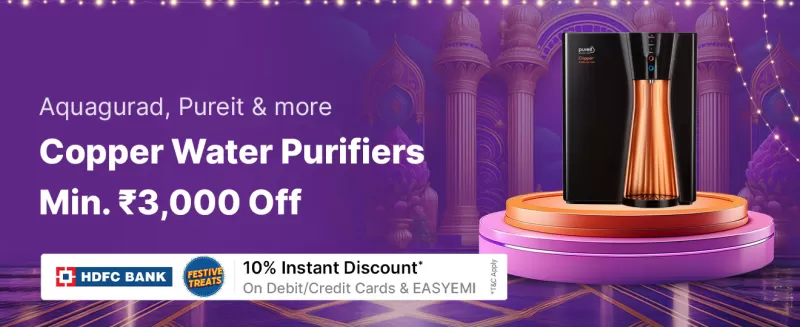 Aquagurad, Pureit & more
Copper Water Purifiers
Min. ₹3,000 Off
HDFC BANK
FESTIVE
TREATS
10% Instant Discount*
On Debit/Credit Cards & EASYEMI
*T&C Apply
pureit
Copper